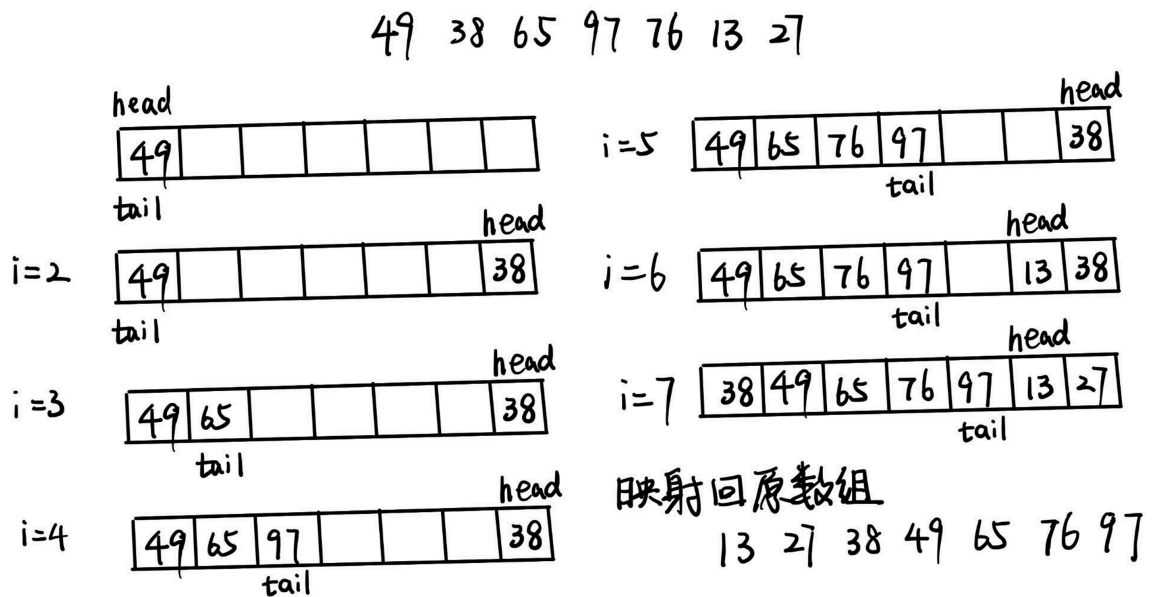 49 38 65 97 76 13 27
head
49
tail
head
i=2 49 38
tail
head
i=3 49 65 38
tail
head
i=4 49 65 97 38
tail
head
i=5 49 65 76 97 38
tail
head
i=6 49 65 76 97 13 38
tail
head
i=7 38 49 65 76 97 13 27
tail
映射回原数组
13 27 38 49 65 76 97